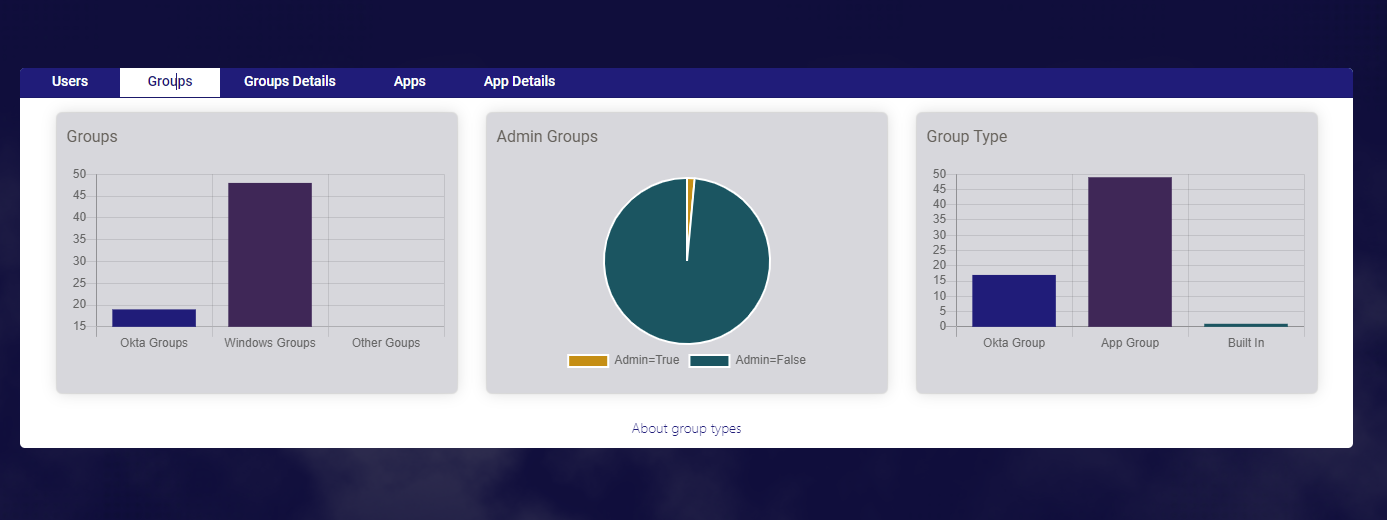 Users Groups Groups Details Apps App Details
Groups
50
45
40
35
30
25
20
15
Okta Groups Windows Groups Other Goups
Admin Groups
Admin=True Admin=False
Group Type
50
45
40
35
30
25
20
15
10
5
0
Okta Group App Group Built In
About group types